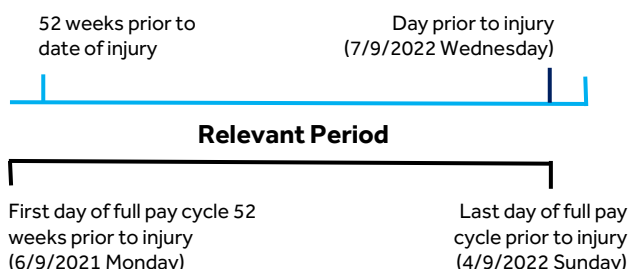 52 weeks prior to
date of injury
Day prior to injury
(7/9/2022 Wednesday)
Relevant Period
First day of full pay cycle 52
weeks prior to injury
(6/9/2021 Monday)
Last day of full pay
cycle prior to injury
(4/9/2022 Sunday)